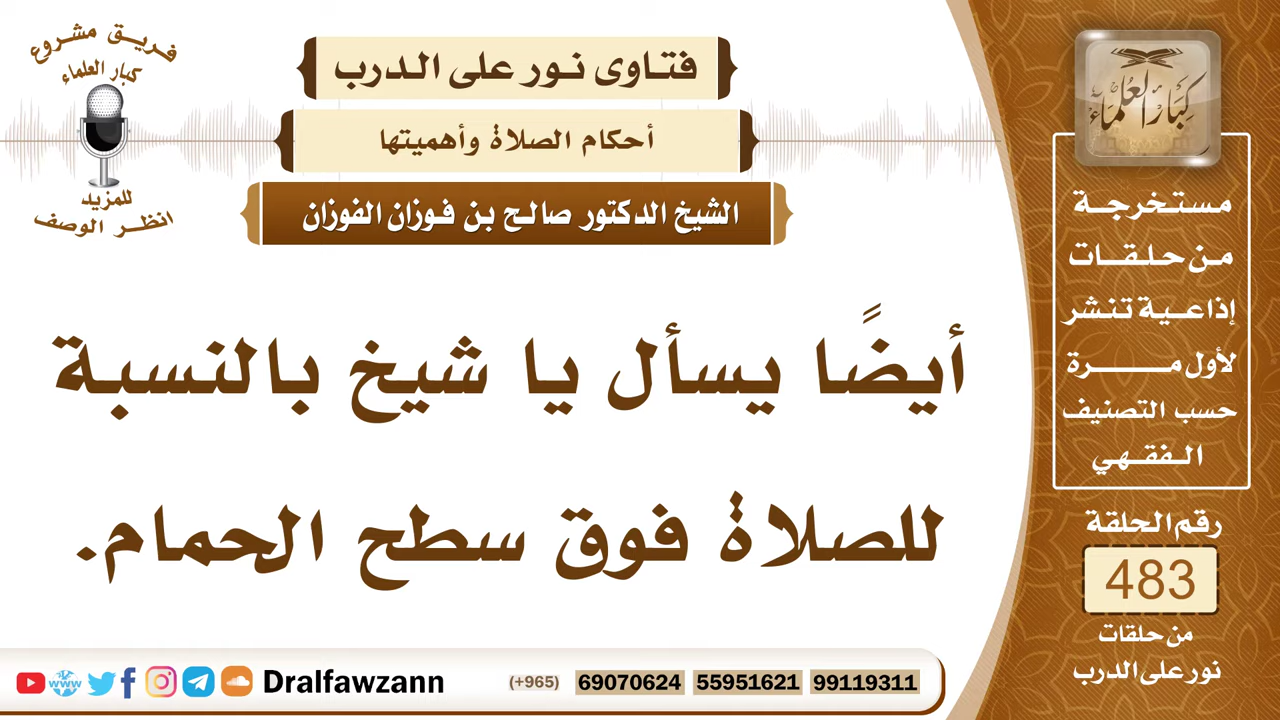 فريق مشروع
كبار العلماء
للمزيد
انظر الوصف
فتاوى نور على الدرب
أحكام الصلاة وأهميتها
الشيخ الدكتور صالح بن فوزان الفوزان
أيضًا يسأل يا شيخ بالنسبة
للصلاة فوق سطح الحمام.
كبار العلماء
مستخرجة
من حلقات
إذاعية تنشر
لأول مرة
حسب التصنيف
الفقهي
رقم الحلقة
483
من حلقات
نور على الدرب
www
Dralfawzann (+965) 69070624 55951621 99119311